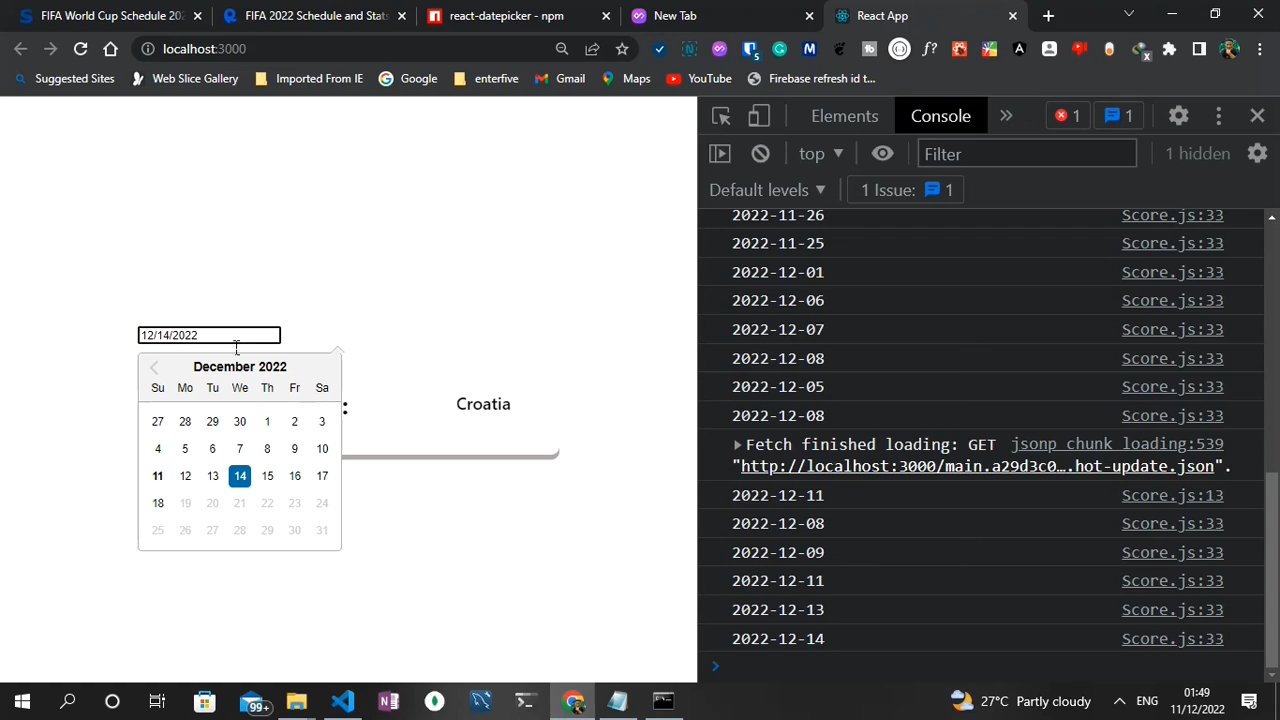 FIFA World Cup Schedule 202
FIFA 2022 Schedule and Stats
react-datepicker - npm
New Tab
React App
localhost:3000
Suggested Sites
Web Slice Gallery
Imported From IE
Google
enterfive
Gmail
Maps
YouTube
Firebase refresh id t...
Elements
Console
1
1
top
Filter
1 hidden
Default levels
1 Issue:
1
2022-11-26 Score.js:33
2022-11-25 Score.js:33
2022-12-01 Score.js:33
2022-12-06 Score.js:33
2022-12-07 Score.js:33
2022-12-08 Score.js:33
2022-12-05 Score.js:33
2022-12-08 Score.js:33
Fetch finished loading: GET jsonp chunk loading:539
"http://localhost:3000/main.a29d3c0….hot-update.json".
2022-12-11 Score.js:13
2022-12-08 Score.js:33
2022-12-09 Score.js:33
2022-12-11 Score.js:33
2022-12-13 Score.js:33
2022-12-14 Score.js:33
12/14/2022
December 2022
Su Mo Tu We Th Fr Sa
27 28 29 30 1 2 3
4 5 6 7 8 9 10
11 12 13 14 15 16 17
18 19 20 21 22 23 24
25 26 27 28 29 30 31
: Croatia
99+
27°C Partly cloudy
ENG
01:49
11/12/2022